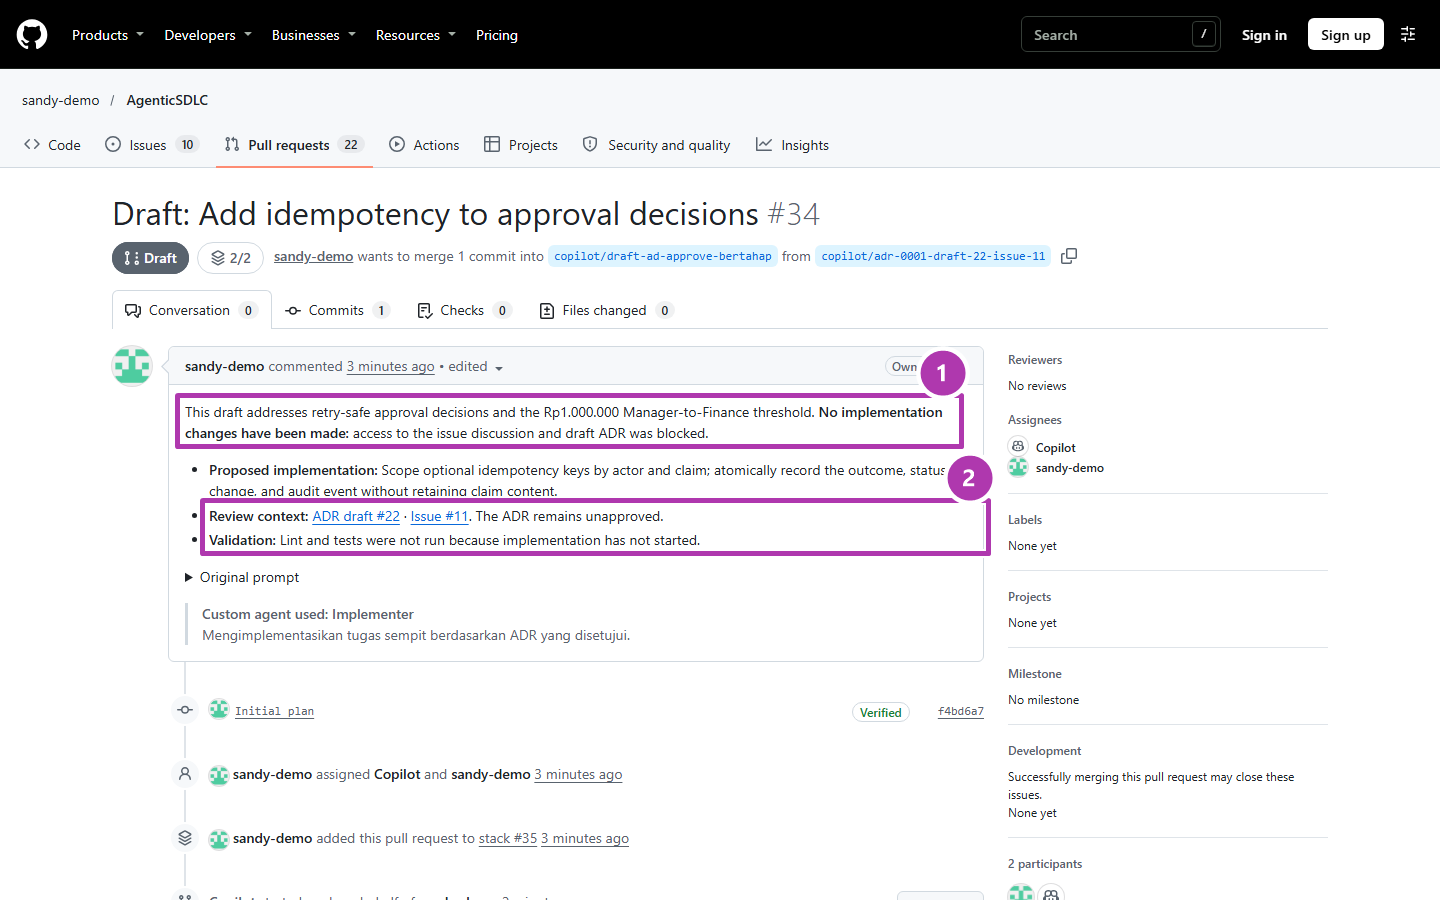 Products Developers Businesses Resources Pricing Search / Sign in Sign up
sandy-demo / AgenticSDLC
Code Issues 10 Pull requests 22 Actions Projects Security and quality Insights
Draft: Add idempotency to approval decisions #34
Draft 2/2 sandy-demo wants to merge 1 commit into copilot/draft-ad-approve-bertahap from copilot/adr-0001-draft-22-issue-11
Conversation 0 Commits 1 Checks 0 Files changed 0
sandy-demo commented 3 minutes ago • edited
1
This draft addresses retry-safe approval decisions and the Rp1.000.000 Manager-to-Finance threshold. No implementation
changes have been made: access to the issue discussion and draft ADR was blocked.
2
Proposed implementation: Scope optional idempotency keys by actor and claim; atomically record the outcome, status
change, and audit event without retaining claim content.
Review context: ADR draft #22 · Issue #11. The ADR remains unapproved.
Validation: Lint and tests were not run because implementation has not started.
Original prompt
Custom agent used: Implementer
Mengimplementasikan tugas sempit berdasarkan ADR yang disetujui.
Initial plan Verified f4bd6a7
sandy-demo assigned Copilot and sandy-demo 3 minutes ago
sandy-demo added this pull request to stack #35 3 minutes ago
Reviewers
No reviews
Assignees
Copilot
sandy-demo
Labels
None yet
Projects
None yet
Milestone
No milestone
Development
Successfully merging this pull request may close these
issues.
None yet
2 participants